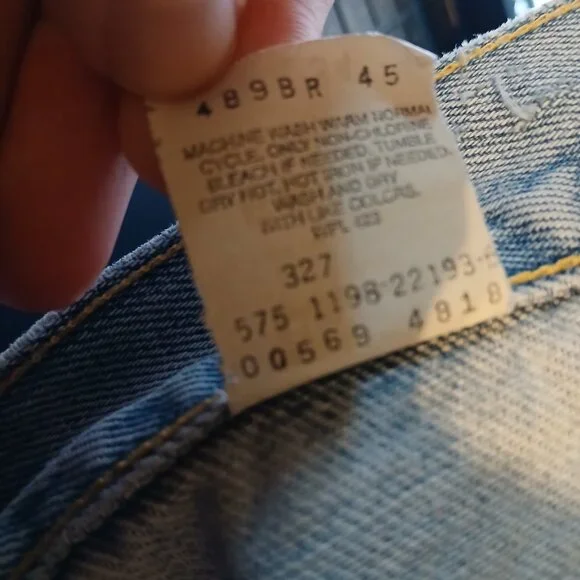 489BR 45
MACHINE WASH WARM NORMAL
CYCLE, ONLY NON-CHLORINE
BLEACH IF NEEDED, TUMBLE
DRY HOT, HOT IRON IF NEEDED,
WASH AND DRY
WITH LIKE COLORS.
WPL 423
327
575 1198-22193-
00569 4818